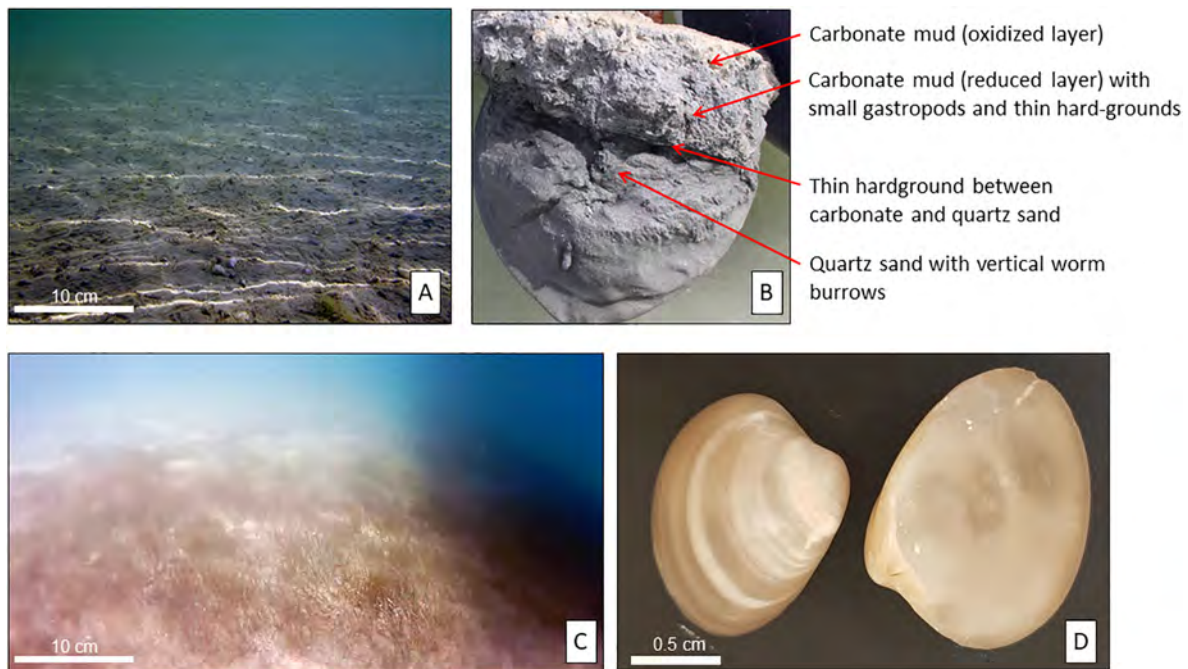 Carbonate mud (oxidized layer)
Carbonate mud (reduced layer) with
small gastropods and thin hard-grounds
Thin hardground between
carbonate and quartz sand
Quartz sand with vertical worm
burrows
10 cm
A
B
10 cm
C
0.5 cm
D